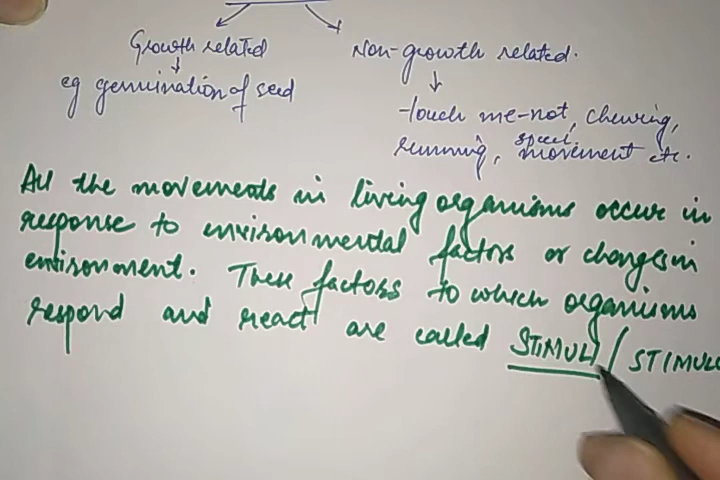 Growth related
Non-growth related.
eg germination of seed
touch me-not, chewing,
running, speed, movement etc.
All the movements in living organisms occur in
response to environmental factors or changes in
environment. These factors to which organisms
respond and react are called STIMULI / STIMULU